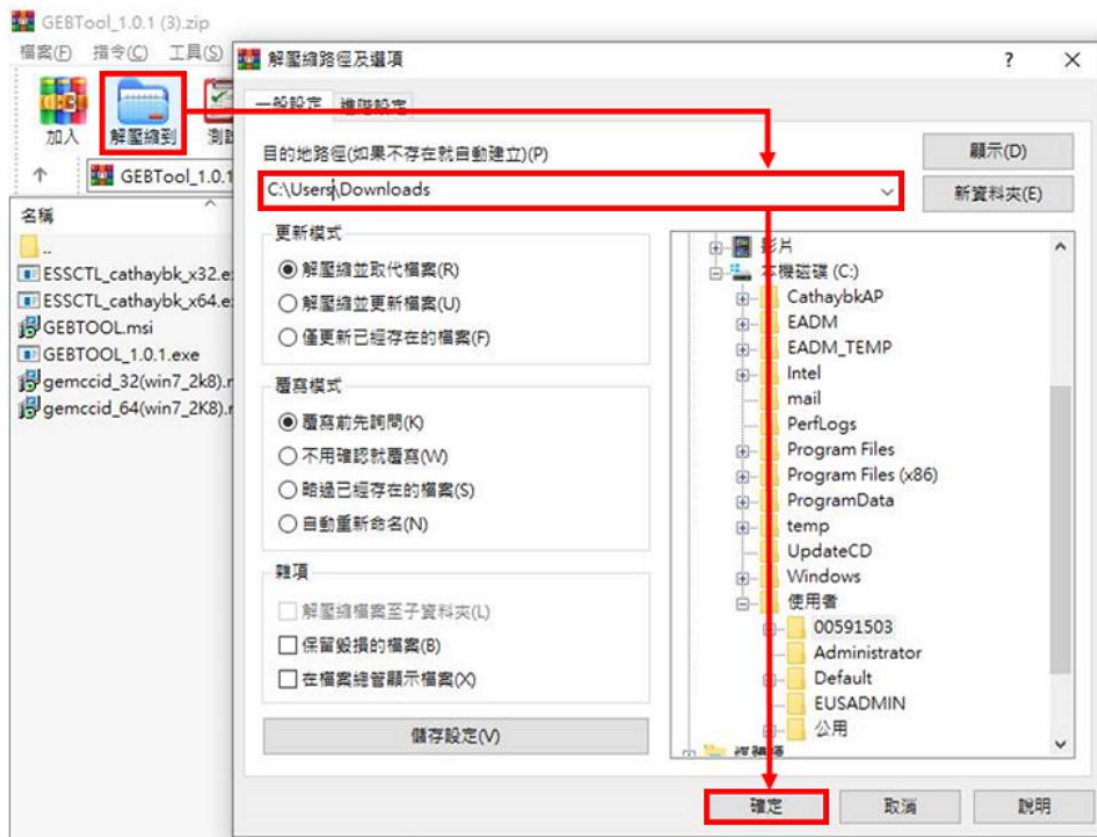 GEBTool_1.0.1 (3).zip
檔案(F) 指令(C) 工具(S)
加入 解壓縮到
GEBTool_1.0.1
名稱
..
ESSCTL_cathaybk_x32.e
ESSCTL_cathaybk_x64.e
GEBTOOL.msi
GEBTOOL_1.0.1.exe
gemccid_32(win7_2k8).
gemccid_64(win7_2K8).
解壓縮路徑及選項
? X
一般設定 進階設定
目的地路徑(如果不存在就自動建立)(P)
C:\Users\Downloads
顯示(D)
新資料夾(E)
更新模式
解壓縮並取代檔案(R)
解壓縮並更新檔案(U)
僅更新已經存在的檔案(F)
覆寫模式
覆寫前先詢問(K)
不用確認就覆寫(W)
略過已經存在的檔案(S)
自動重新命名(N)
雜項
解壓縮檔案至子資料夾(L)
保留毀損的檔案(B)
在檔案總管顯示檔案(X)
儲存設定(V)
影片
本機磁碟 (C:)
CathaybkAP
EADM
EADM_TEMP
Intel
mail
PerfLogs
Program Files
Program Files (x86)
ProgramData
temp
UpdateCD
Windows
使用者
00591503
Administrator
Default
EUSADMIN
公用
確定 取消 說明